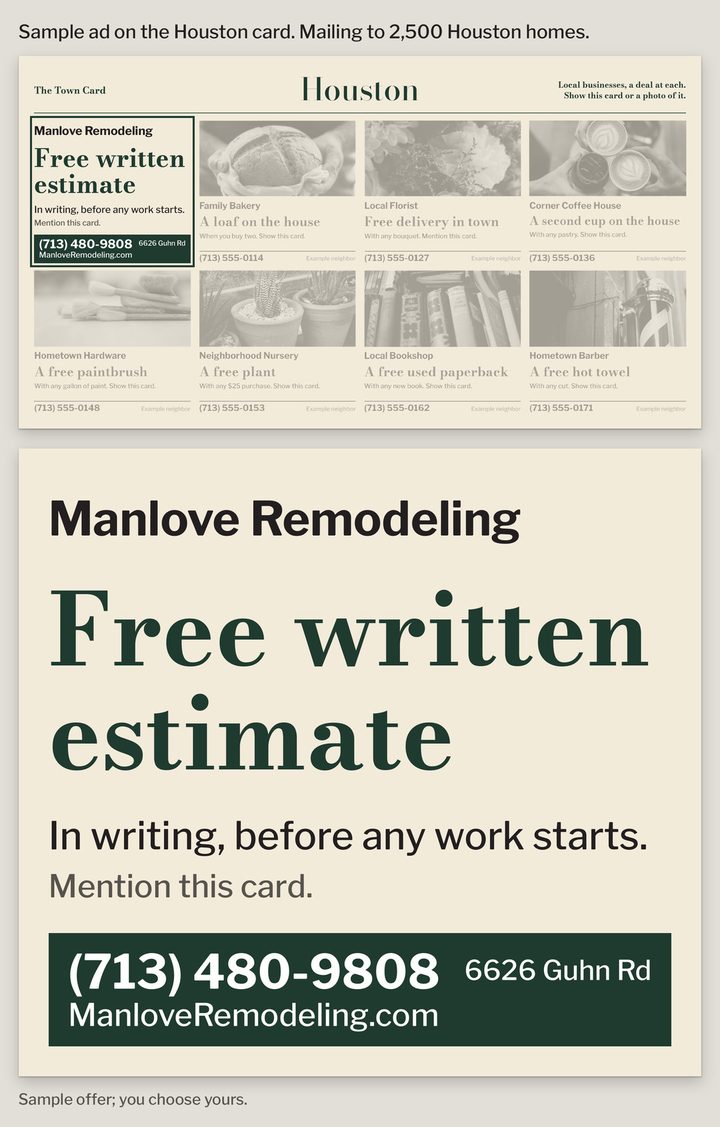 Sample ad on the Houston card. Mailing to 2,500 Houston homes.
The Town Card
Houston
Local businesses, a deal at each.
Show this card or a photo of it.
Manlove Remodeling
Free written
estimate
In writing, before any work starts.
Mention this card.
(713) 480-9808 6626 Guhn Rd
ManloveRemodeling.com
Family Bakery
A loaf on the house
When you buy two. Show this card.
(713) 555-0114 Example neighbor
Local Florist
Free delivery in town
With any bouquet. Mention this card.
(713) 555-0127 Example neighbor
Corner Coffee House
A second cup on the house
With any pastry. Show this card.
(713) 555-0136 Example neighbor
Hometown Hardware
A free paintbrush
With any gallon of paint. Show this card.
(713) 555-0148 Example neighbor
Neighborhood Nursery
A free plant
With any $25 purchase. Show this card.
(713) 555-0153 Example neighbor
Local Bookshop
A free used paperback
With any new book. Show this card.
(713) 555-0162 Example neighbor
Hometown Barber
A free hot towel
With any cut. Show this card.
(713) 555-0171 Example neighbor
Manlove Remodeling
Free written
estimate
In writing, before any work starts.
Mention this card.
(713) 480-9808 6626 Guhn Rd
ManloveRemodeling.com
Sample offer; you choose yours.